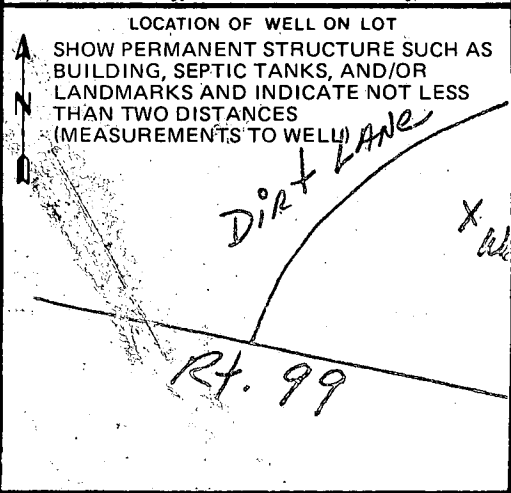 LOCATION OF WELL ON LOT
SHOW PERMANENT STRUCTURE SUCH AS
BUILDING, SEPTIC TANKS, AND/OR
LANDMARKS AND INDICATE NOT LESS
THAN TWO DISTANCES
(MEASUREMENTS TO WELL)
N
Dirt LANe
X
Rt. 99